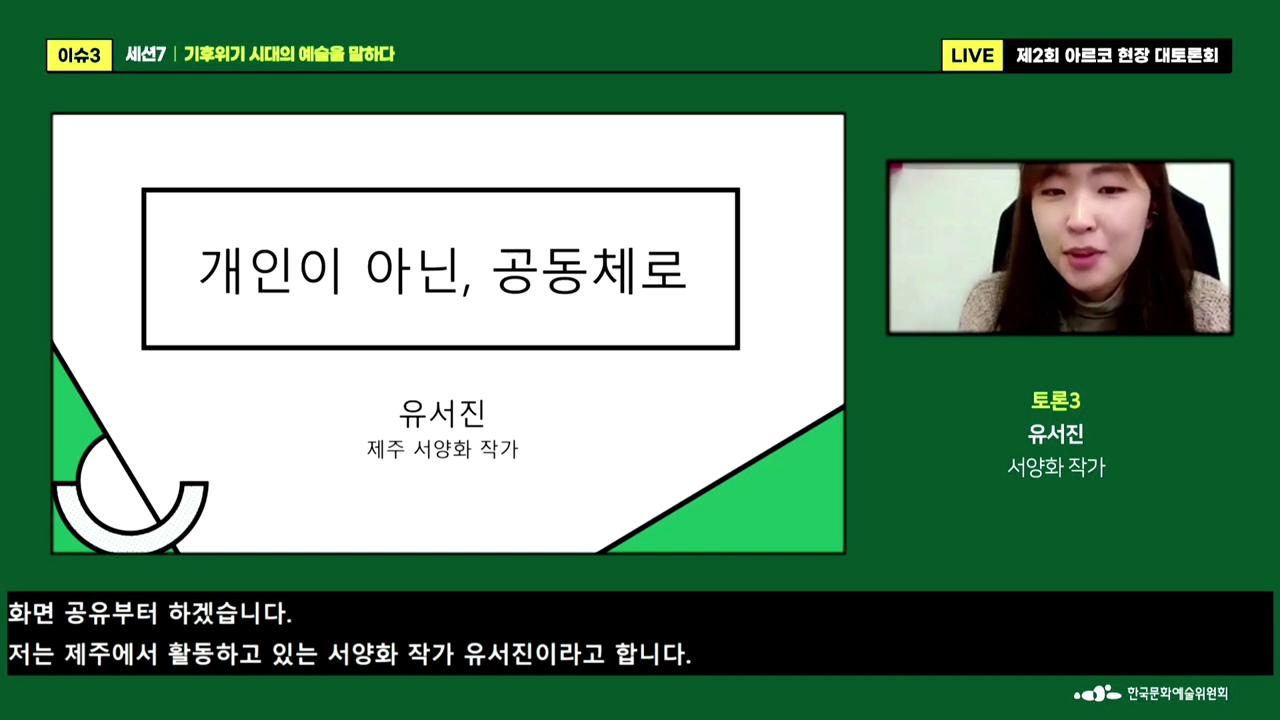 이슈3
세션7 | 기후위기 시대의 예술을 말하다
LIVE 제2회 아르코 현장 대토론회
개인이 아닌, 공동체로
유서진
제주 서양화 작가
토론3
유서진
서양화 작가
화면 공유부터 하겠습니다.
저는 제주에서 활동하고 있는 서양화 작가 유서진이라고 합니다.
한국문화예술위원회